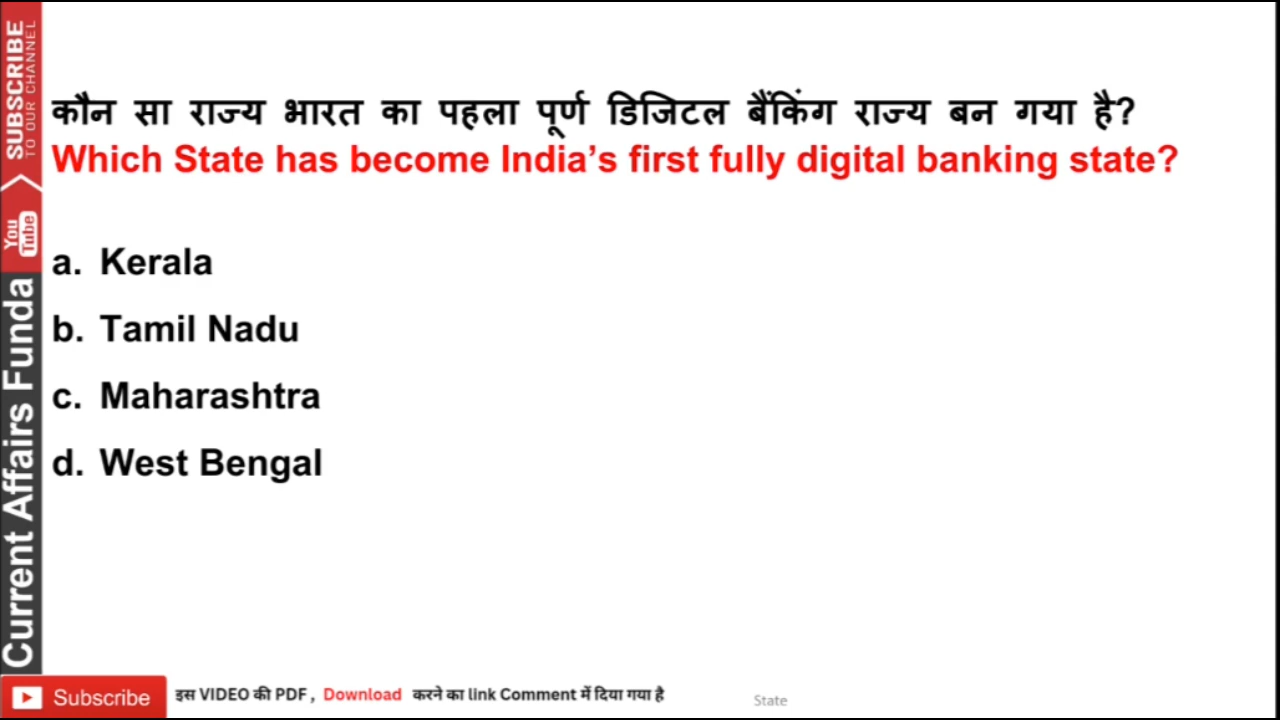 कौन सा राज्य भारत का पहला पूर्ण डिजिटल बैंकिंग राज्य बन गया है?
Which State has become India’s first fully digital banking state?
a. Kerala
b. Tamil Nadu
c. Maharashtra
d. West Bengal
SUBSCRIBE
TO OUR CHANNEL
You
Tube
Current Affairs Funda
Subscribe
इस VIDEO की PDF , Download करने का link Comment में दिया गया है
State